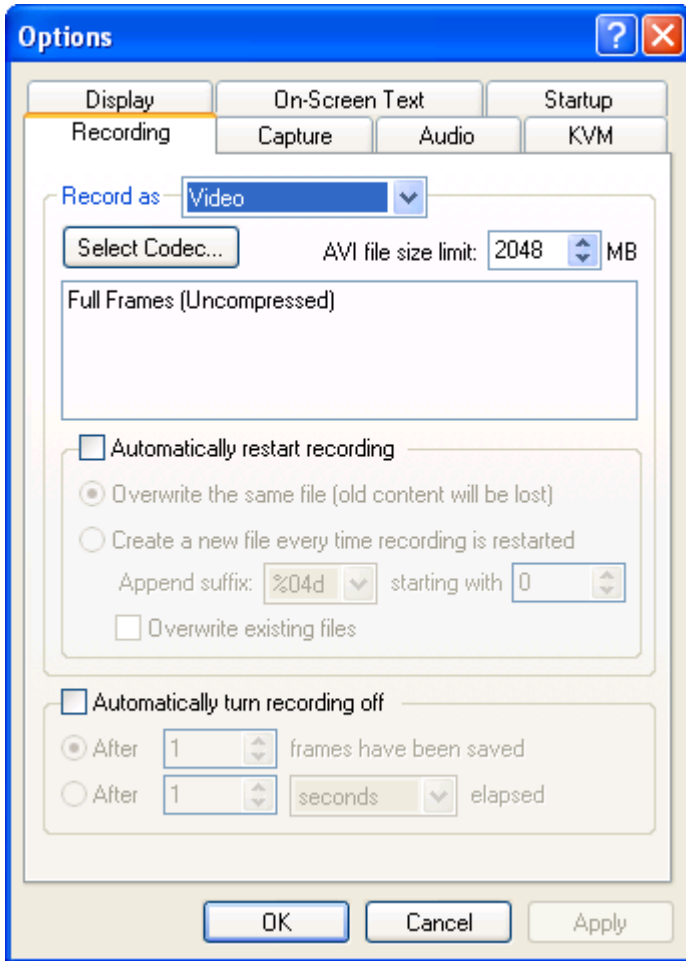 Options
Display On-Screen Text Startup
Recording Capture Audio KVM
Record as Video
Select Codec... AVI file size limit: 2048 MB
Full Frames (Uncompressed)
Automatically restart recording
Overwrite the same file (old content will be lost)
Create a new file every time recording is restarted
Append suffix: %04d starting with 0
Overwrite existing files
Automatically turn recording off
After 1 frames have been saved
After 1 seconds elapsed
OK Cancel Apply